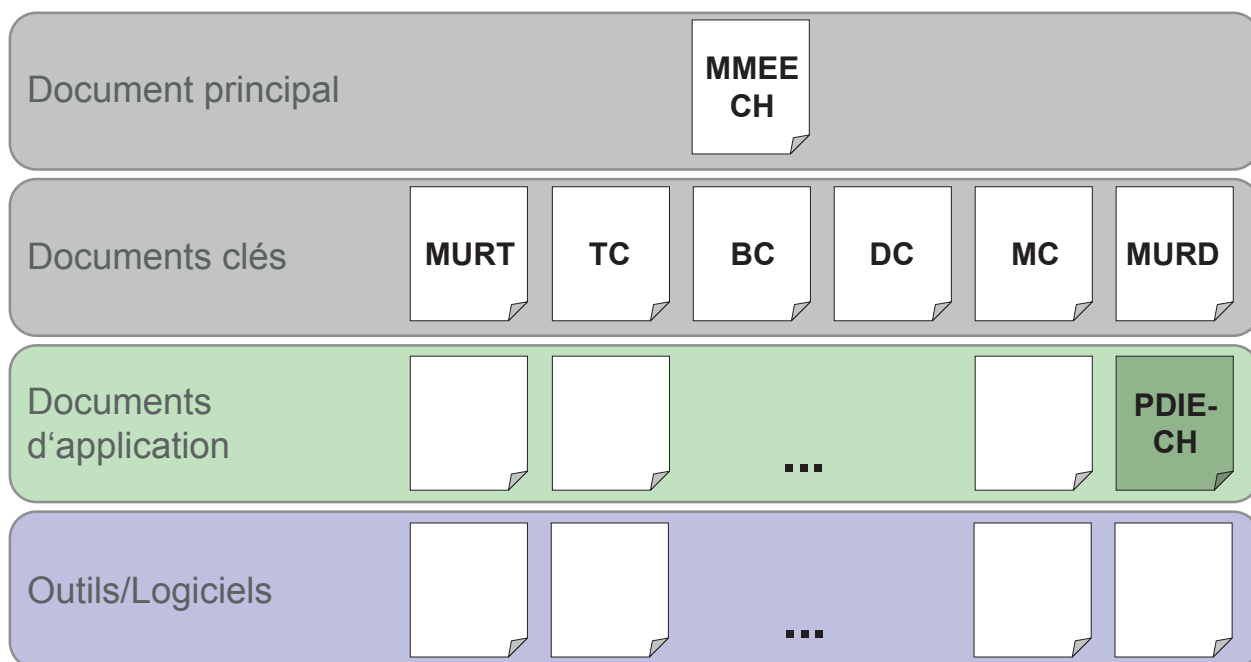 Document principal
MMEE
CH
Documents clés
MURT
TC
BC
DC
MC
MURD
Documents
d‘application
...
PDIE-
CH
Outils/Logiciels
...